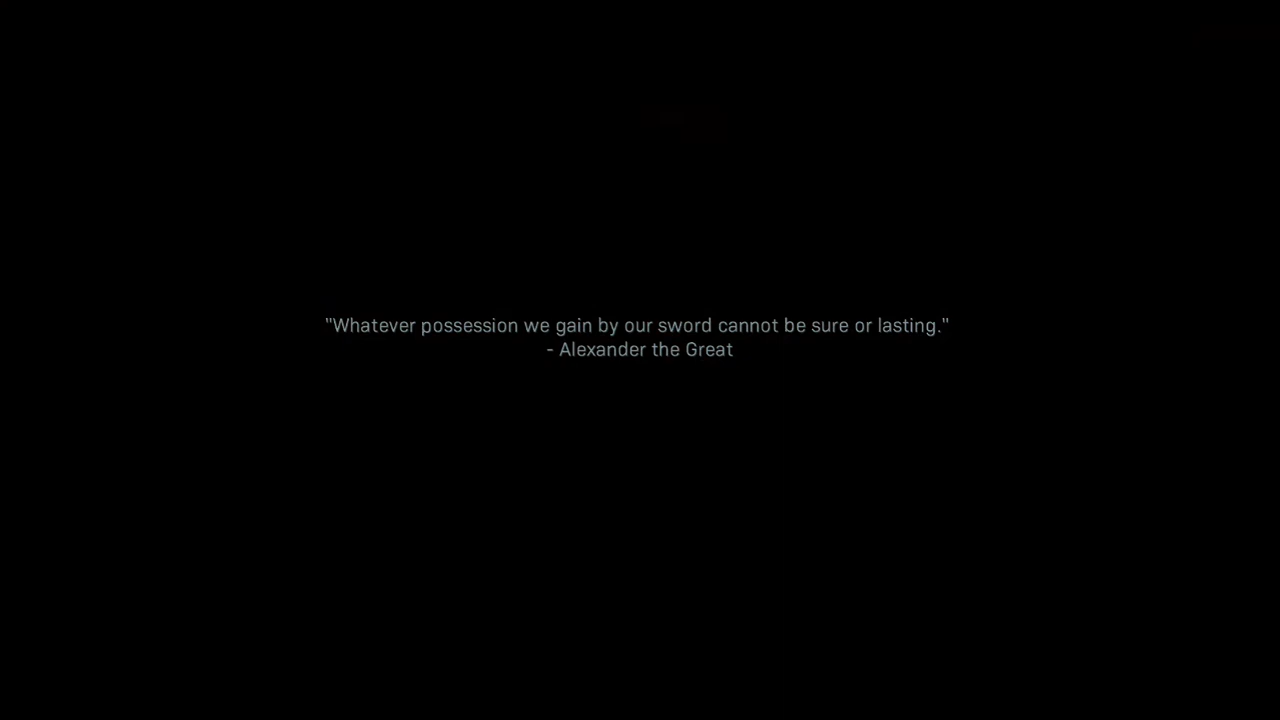 "Whatever possession we gain by our sword cannot be sure or lasting."
- Alexander the Great